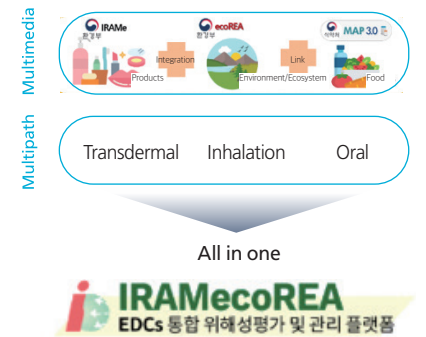 Multimedia
IRAMe
환경부
Integration
Products
ecoREA
환경부
Link
Environment/Ecosystem
식약처
MAP 3.0
Food
Multipath
Transdermal Inhalation Oral
All in one
IRAMecoREA
EDCs 통합 위해성평가 및 관리 플랫폼